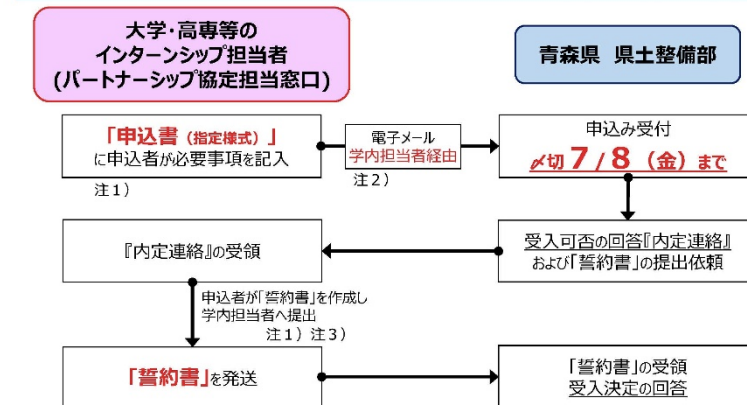 大学・高専等の
インターンシップ担当者
(パートナーシップ協定担当窓口)
青森県 県土整備部
「申込書（指定様式）」
に申込者が必要事項を記入
注1）
電子メール
学内担当者経由
注2）
申込み受付
〆切 7 / 8 （金）まで
『内定連絡』の受領
受入可否の回答『内定連絡』
および「誓約書」の提出依頼
申込者が「誓約書」を作成し
学内担当者へ提出
注1）注3）
「誓約書」を発送
「誓約書」の受領
受入決定の回答